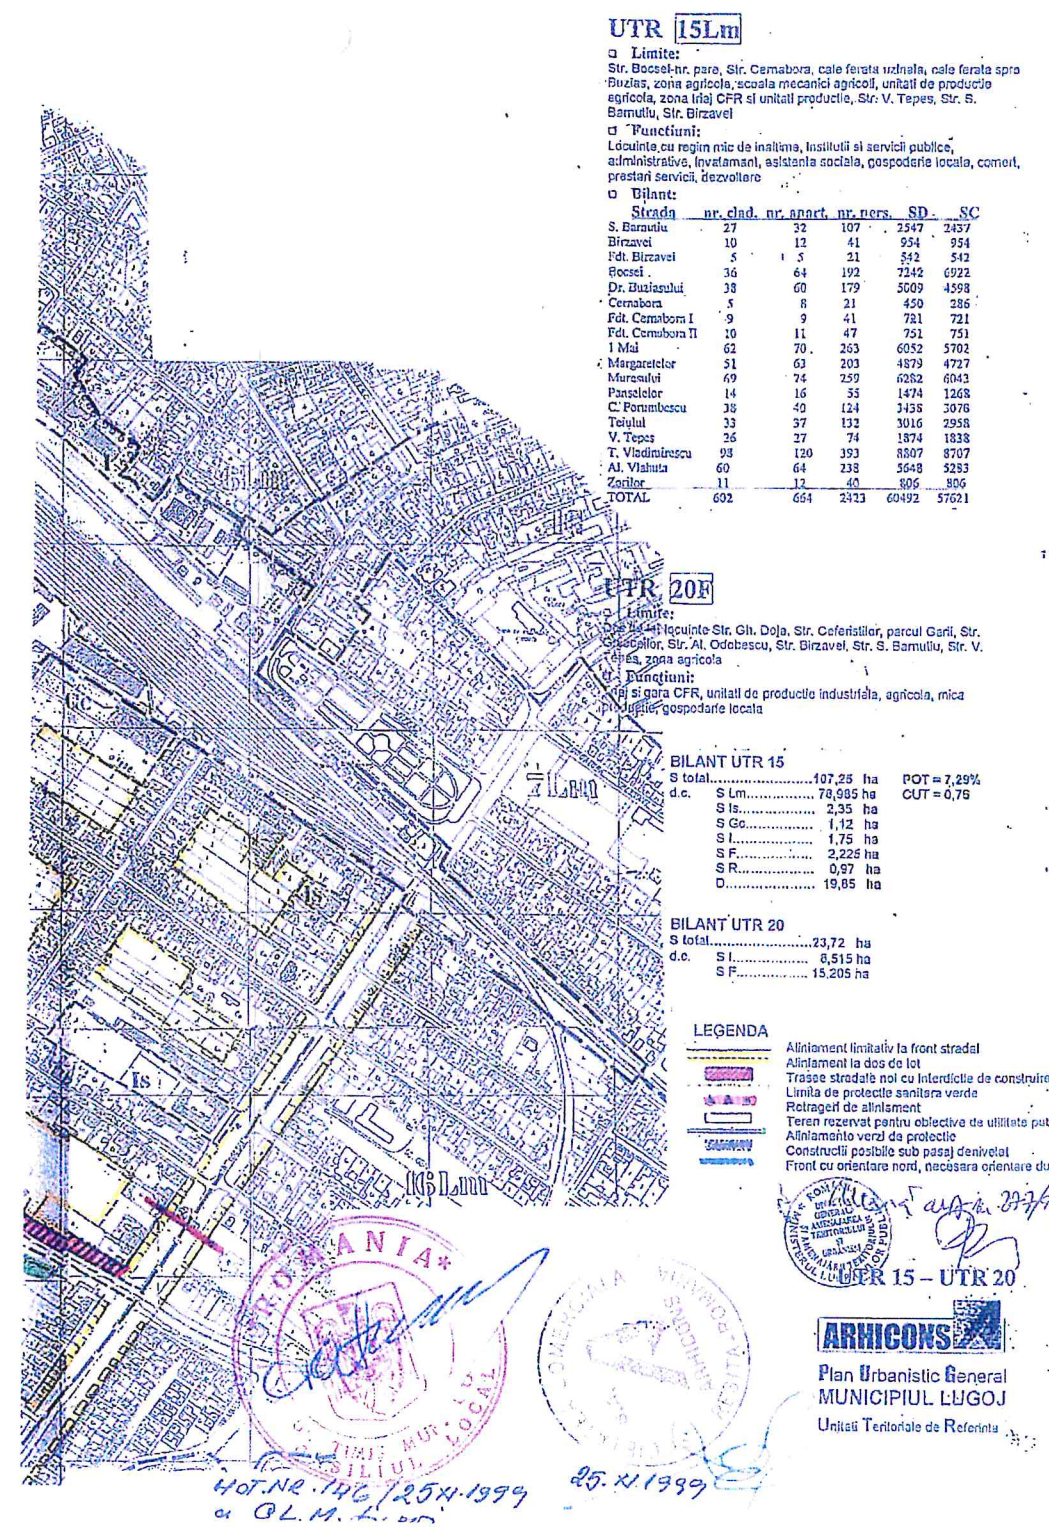 UTR 15Lm
Limite:
Str. Bocsei-nr. pare, Str. Cernabora, cale ferata uzinala, cale ferata spre
Buzias, zona agricola, scoala mecanici agricoli, unitati de productie
agricola, zona triaj CFR si unitati productie, Str. V. Tepes, Str. S.
Barnutiu, Str. Birzavei
Functiuni:
Locuinte cu regim mic de inaltime, institutii si servicii publice,
administrative, invatamant, asistenta sociala, gospodarie locala, comert,
prestari servicii, dezvoltare
Bilant:
Strada nr. clad. nr. apart. nr. pers. SD SC
S. Barnutiu 27 32 107 2547 2437
Birzavei 10 12 41 954 954
Fdt. Birzavei 5 5 21 542 542
Bocsei 36 64 192 7242 6922
Dr. Buziasului 38 60 179 5009 4598
Cernabora 5 8 21 450 286
Fdt. Cernabora I 9 9 41 721 721
Fdt. Cernabora II 10 11 47 751 751
1 Mai 62 70 263 6052 5702
Margaretelor 51 63 203 4879 4727
Muresului 69 74 259 6282 6043
Panselelor 14 16 55 1474 1268
C. Porumbescu 38 40 124 3438 3078
Teiului 33 37 132 3016 2958
V. Tepes 26 27 74 1874 1838
T. Vladimirescu 98 120 393 8807 8707
Al. Vlahuta 60 64 238 5648 5283
Zorilor 11 12 40 806 806
TOTAL 602 664 2423 60492 57621
UTR 20F
Limite:
locuinte Str. Gh. Doja, Str. Ceferistilor, parcul Garii, Str.
Str. Al. Odobescu, Str. Birzavei, Str. S. Barnutiu, Str. V.
Tepes, zona agricola
Functiuni:
si gara CFR, unitati de productie industriala, agricola, mica
productie, gospodarie locala
7Lm
BILANT UTR 15
S total 107,25 ha POT = 7,29%
d.c. S Lm 78,985 ha CUT = 0,76
S Is 2,35 ha
S Gc 1,12 ha
S I 1,75 ha
S F 2,225 ha
S R 0,97 ha
D 19,85 ha
IS
BILANT UTR 20
S total 23,72 ha
d.c. S I 8,515 ha
S F 15,205 ha
LEGENDA
Aliniament limitativ la front stradal
Aliniament la dos de lot
Trasee stradale noi cu interdictie de construire
Limita de protectie sanitara verde
Retrageri de aliniament
Teren reservat pentru obiective de utilitate pub
Aliniamente verzi de protectie
Constructii posibile sub pasaj denivelat
Front cu orientare nord, necesara orientare du
Is
16Lm
UTR 15 – UTR 20
ROMANIA
CONSILIUL LOCAL
ARHICONS
ARHICONS
Plan Urbanistic General
MUNICIPIUL LUGOJ
Unitati Teritoriale de Referinta
HOT. NR. 146/25 XI. 1999
25. XI. 1999